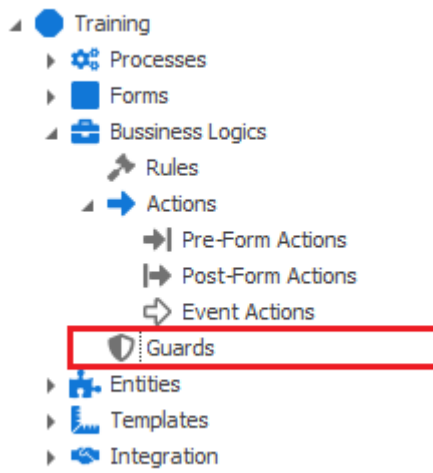 Training
Processes
Forms
Bussiness Logics
Rules
Actions
Pre-Form Actions
Post-Form Actions
Event Actions
Guards
Entities
Templates
Integration